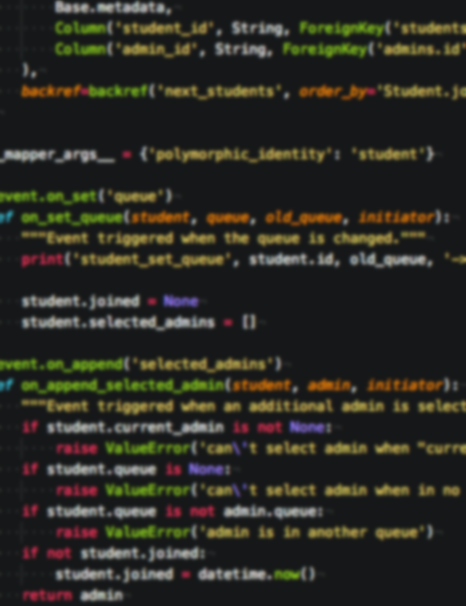 Base.metadata,
Column('student_id', String, ForeignKey('students
Column('admin_id', String, ForeignKey('admins.id'
),
backref=backref('next_students', order_by='Student.jo
_mapper_args__ = {'polymorphic_identity': 'student'}
event.on_set('queue')
ef on_set_queue(student, queue, old_queue, initiator):
"""Event triggered when the queue is changed."""
print('student_set_queue', student.id, old_queue, '->
student.joined = None
student.selected_admins = []
event.on_append('selected_admins')
ef on_append_selected_admin(student, admin, initiator):
"""Event triggered when an additional admin is select
if student.current_admin is not None:
raise ValueError('can\'t select admin when "curre
if student.queue is None:
raise ValueError('can\'t select admin when in no
if student.queue is not admin.queue:
raise ValueError('admin is in another queue')
if not student.joined:
student.joined = datetime.now()
return admin